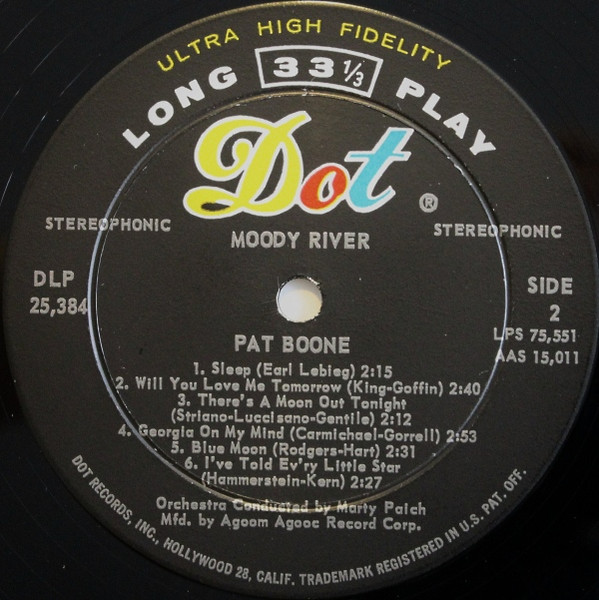 ULTRA HIGH FIDELITY
LONG 33 1/3 PLAY
Dot ®
STEREOPHONIC STEREOPHONIC
MOODY RIVER
DLP
25,384
SIDE
2
LPS 75,551
AAS 15,011
PAT BOONE
1. Sleep (Earl Lebieg) 2:15
2. Will You Love Me Tomorrow (King-Goffin) 2:40
3. There's A Moon Out Tonight
(Striano-Luccisano-Gentile) 2:12
4. Georgia On My Mind (Carmichael-Gorrell) 2:53
5. Blue Moon (Rodgers-Hart) 2:31
6. I've Told Ev'ry Little Star
(Hammerstein-Kern) 2:27
Orchestra Conducted by Marty Paich
Mfd. by Agoom Agooc Record Corp.
DOT RECORDS, INC., HOLLYWOOD 28, CALIF. TRADEMARK REGISTERED IN U.S. PAT. OFF.